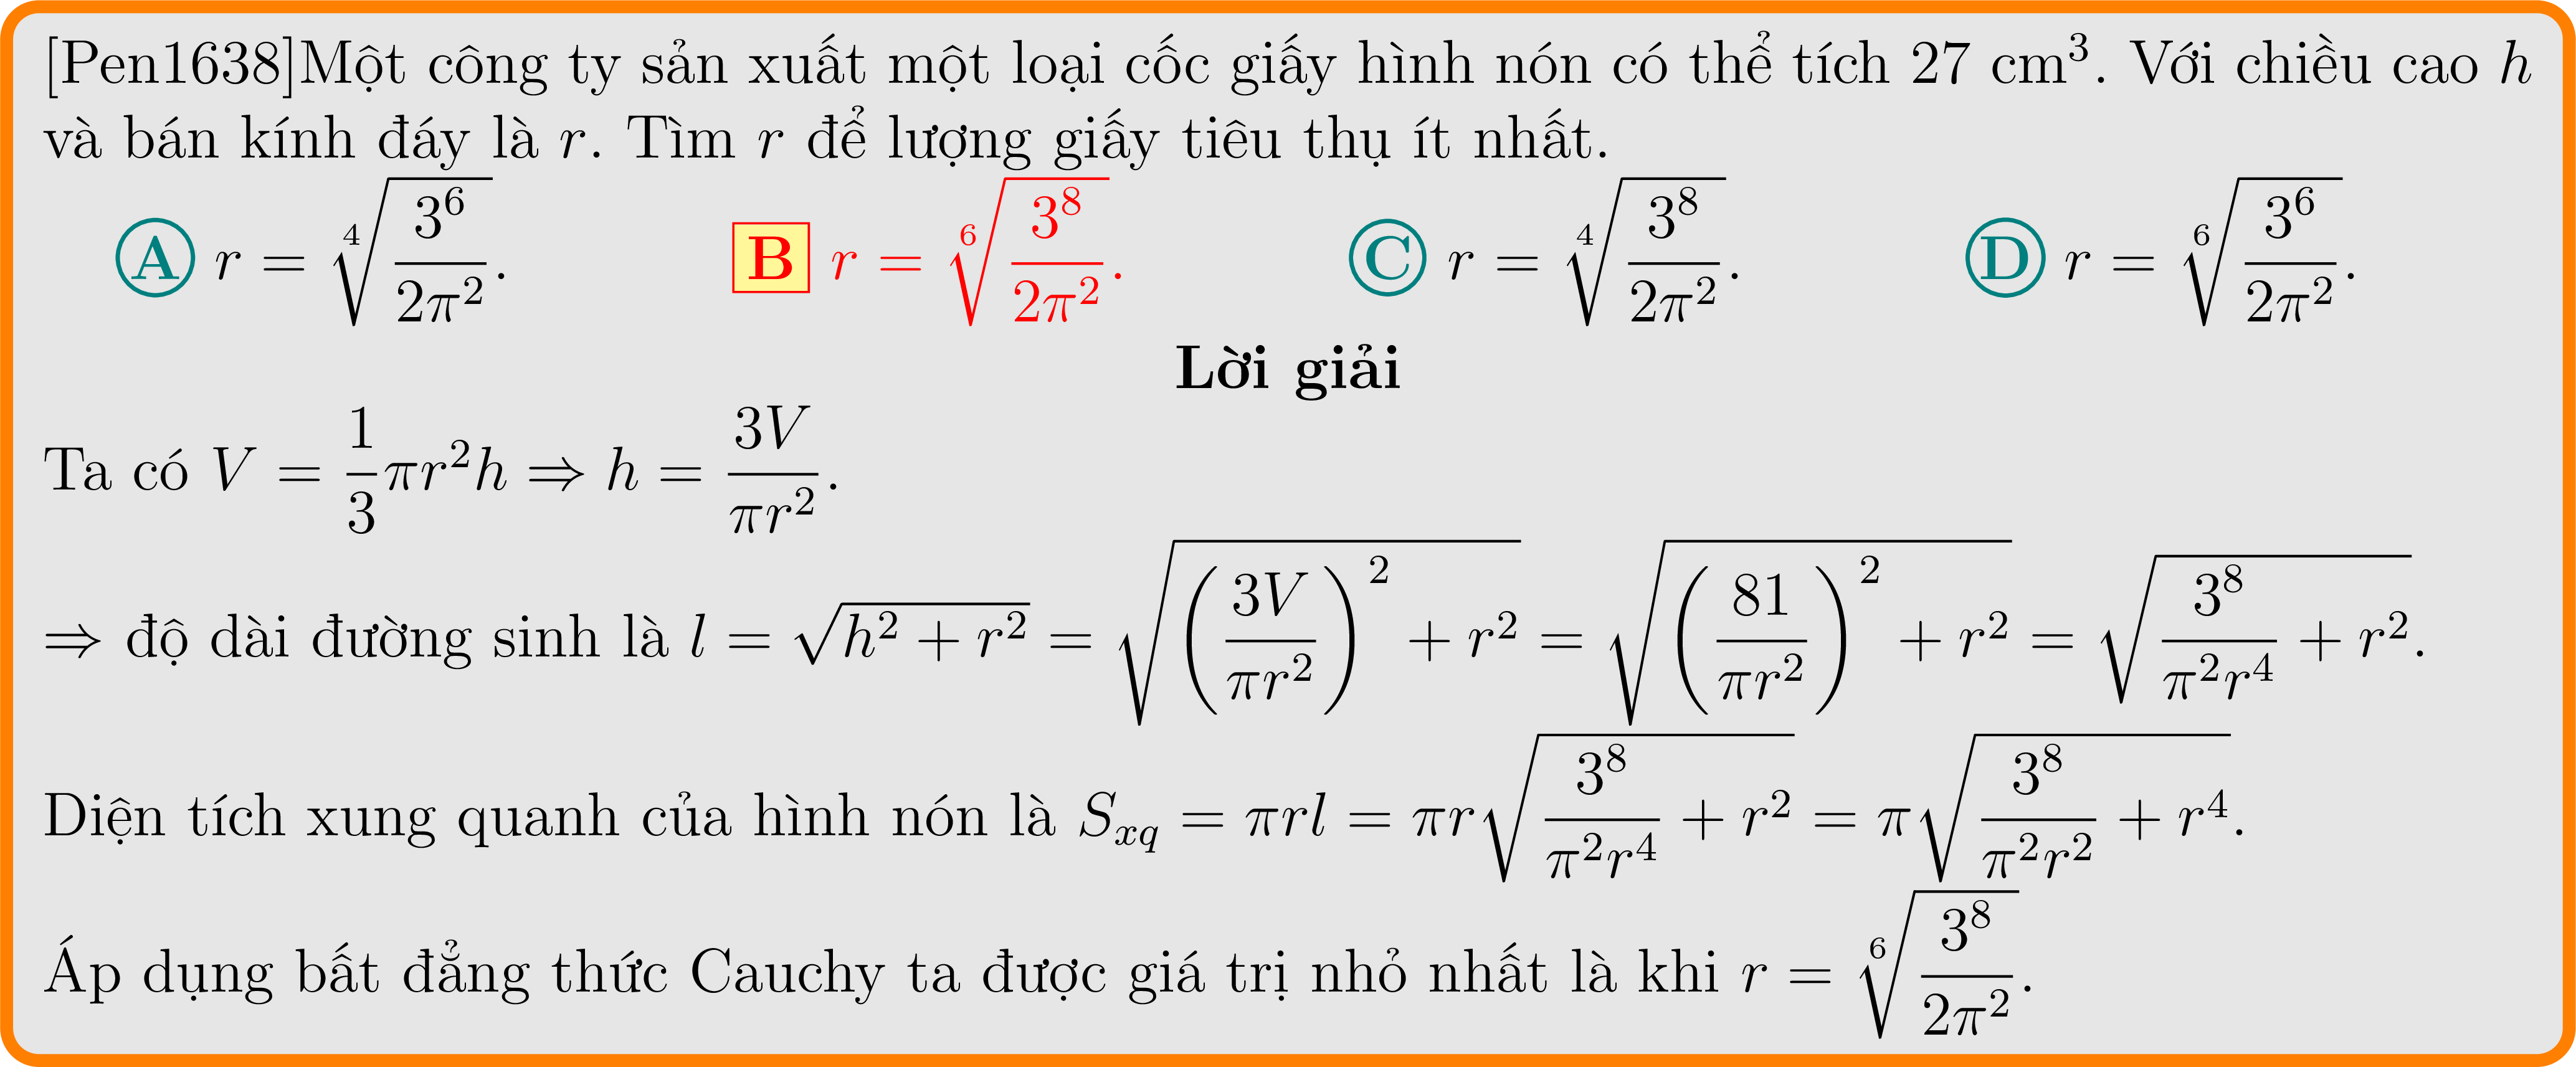 [Pen1638]Một công ty sản xuất một loại cốc giấy hình nón có thể tích 27 cm³. Với chiều cao h
và bán kính đáy là r. Tìm r để lượng giấy tiêu thụ ít nhất.
A r = \sqrt[4]{\frac{3^6}{2\pi^2}}. B r = \sqrt[6]{\frac{3^8}{2\pi^2}}. C r = \sqrt[4]{\frac{3^8}{2\pi^2}}. D r = \sqrt[6]{\frac{3^6}{2\pi^2}}.
Lời giải
Ta có V = \frac{1}{3}\pi r^2 h ⇒ h = \frac{3V}{\pi r^2}.
⇒ độ dài đường sinh là l = \sqrt{h^2 + r^2} = \sqrt{\left(\frac{3V}{\pi r^2}\right)^2 + r^2} = \sqrt{\left(\frac{81}{\pi r^2}\right)^2 + r^2} = \sqrt{\frac{3^8}{\pi^2 r^4} + r^2}.
Diện tích xung quanh của hình nón là S_{xq} = \pi r l = \pi r \sqrt{\frac{3^8}{\pi^2 r^4} + r^2} = \pi \sqrt{\frac{3^8}{\pi^2 r^2} + r^4}.
Áp dụng bất đẳng thức Cauchy ta được giá trị nhỏ nhất là khi r = \sqrt[6]{\frac{3^8}{2\pi^2}}.